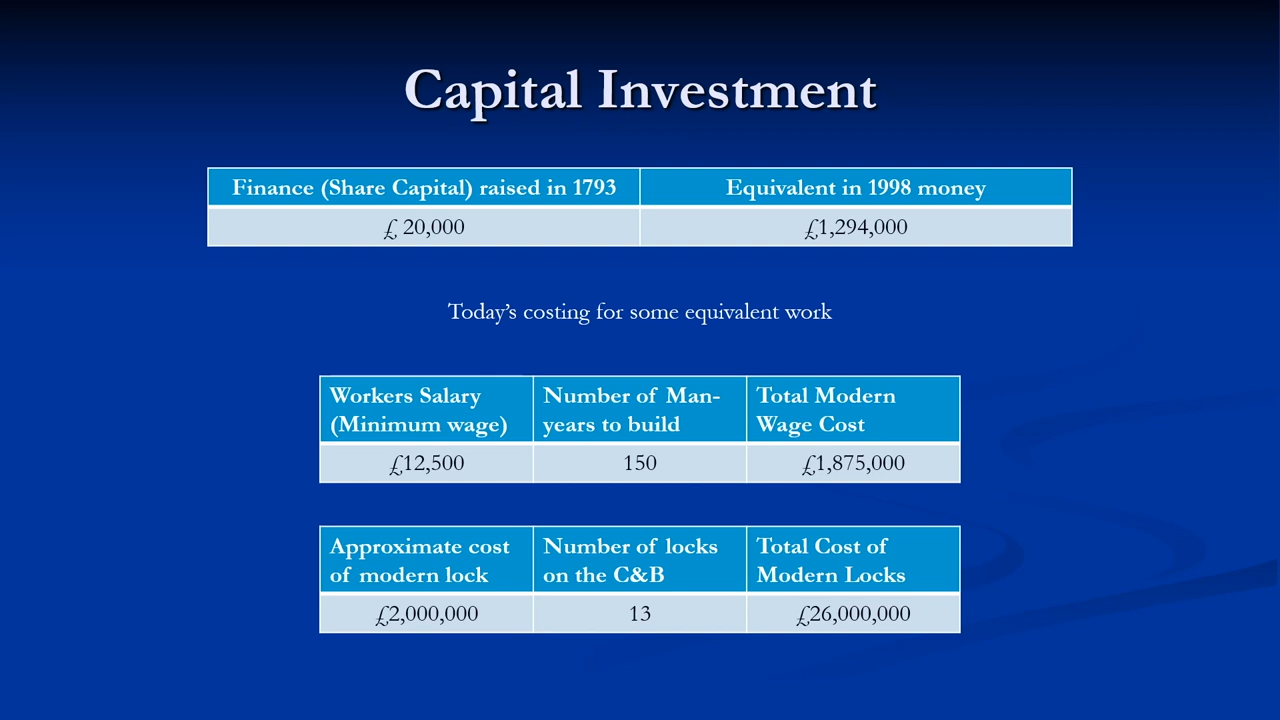 Capital Investment
Finance (Share Capital) raised in 1793
Equivalent in 1998 money
£ 20,000
£1,294,000
Today's costing for some equivalent work
Workers Salary
(Minimum wage)
Number of Man-
years to build
Total Modern
Wage Cost
£12,500
150
£1,875,000
Approximate cost
of modern lock
Number of locks
on the C&B
Total Cost of
Modern Locks
£2,000,000
13
£26,000,000